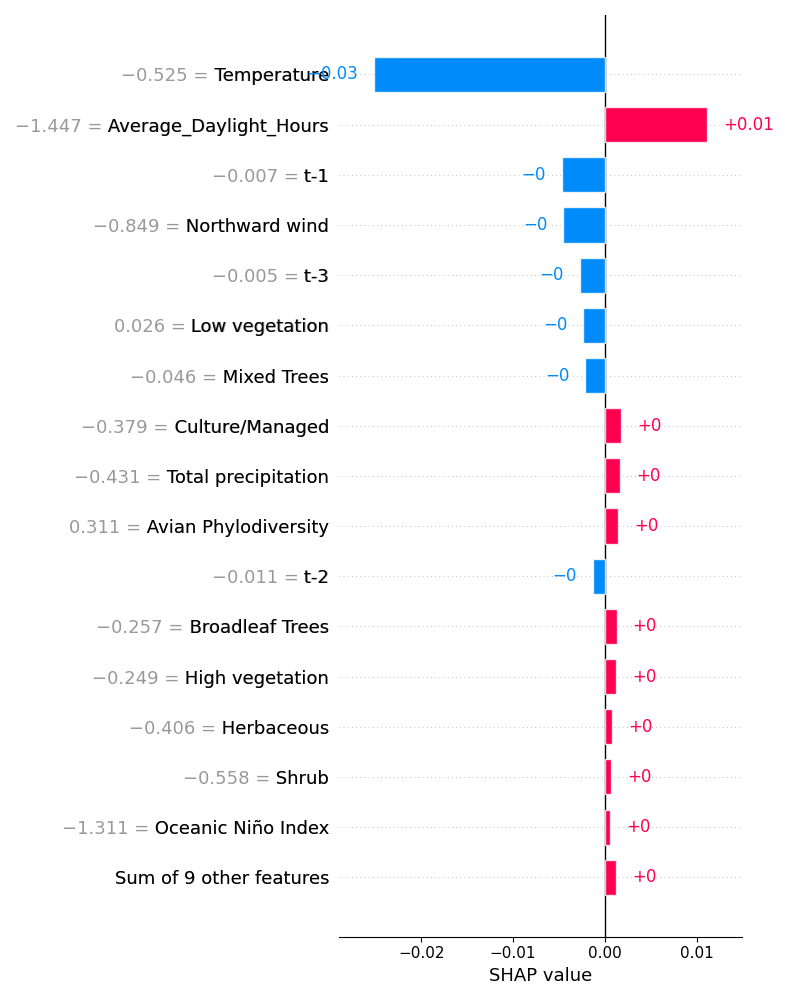 −0.525 = Temperature −0.03
−1.447 = Average_Daylight_Hours +0.01
−0.007 = t-1 −0
−0.849 = Northward wind −0
−0.005 = t-3 −0
0.026 = Low vegetation −0
−0.046 = Mixed Trees −0
−0.379 = Culture/Managed +0
−0.431 = Total precipitation +0
0.311 = Avian Phylodiversity +0
−0.011 = t-2 −0
−0.257 = Broadleaf Trees +0
−0.249 = High vegetation +0
−0.406 = Herbaceous +0
−0.558 = Shrub +0
−1.311 = Oceanic Niño Index +0
Sum of 9 other features +0
−0.02 −0.01 0.00 0.01
SHAP value